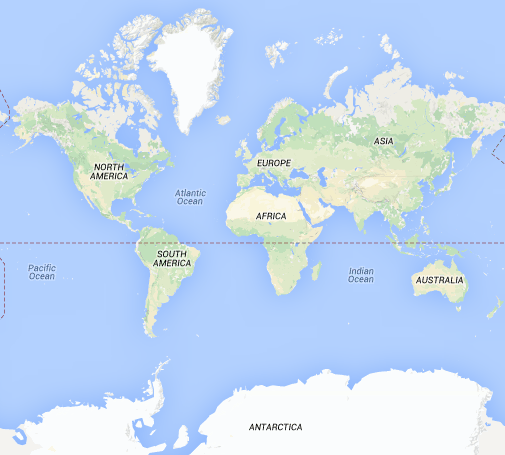 ASIA
EUROPE
NORTH
AMERICA
Atlantic
Ocean
AFRICA
SOUTH
AMERICA
Pacific
Ocean
Indian
Ocean
AUSTRALIA
ANTARCTICA